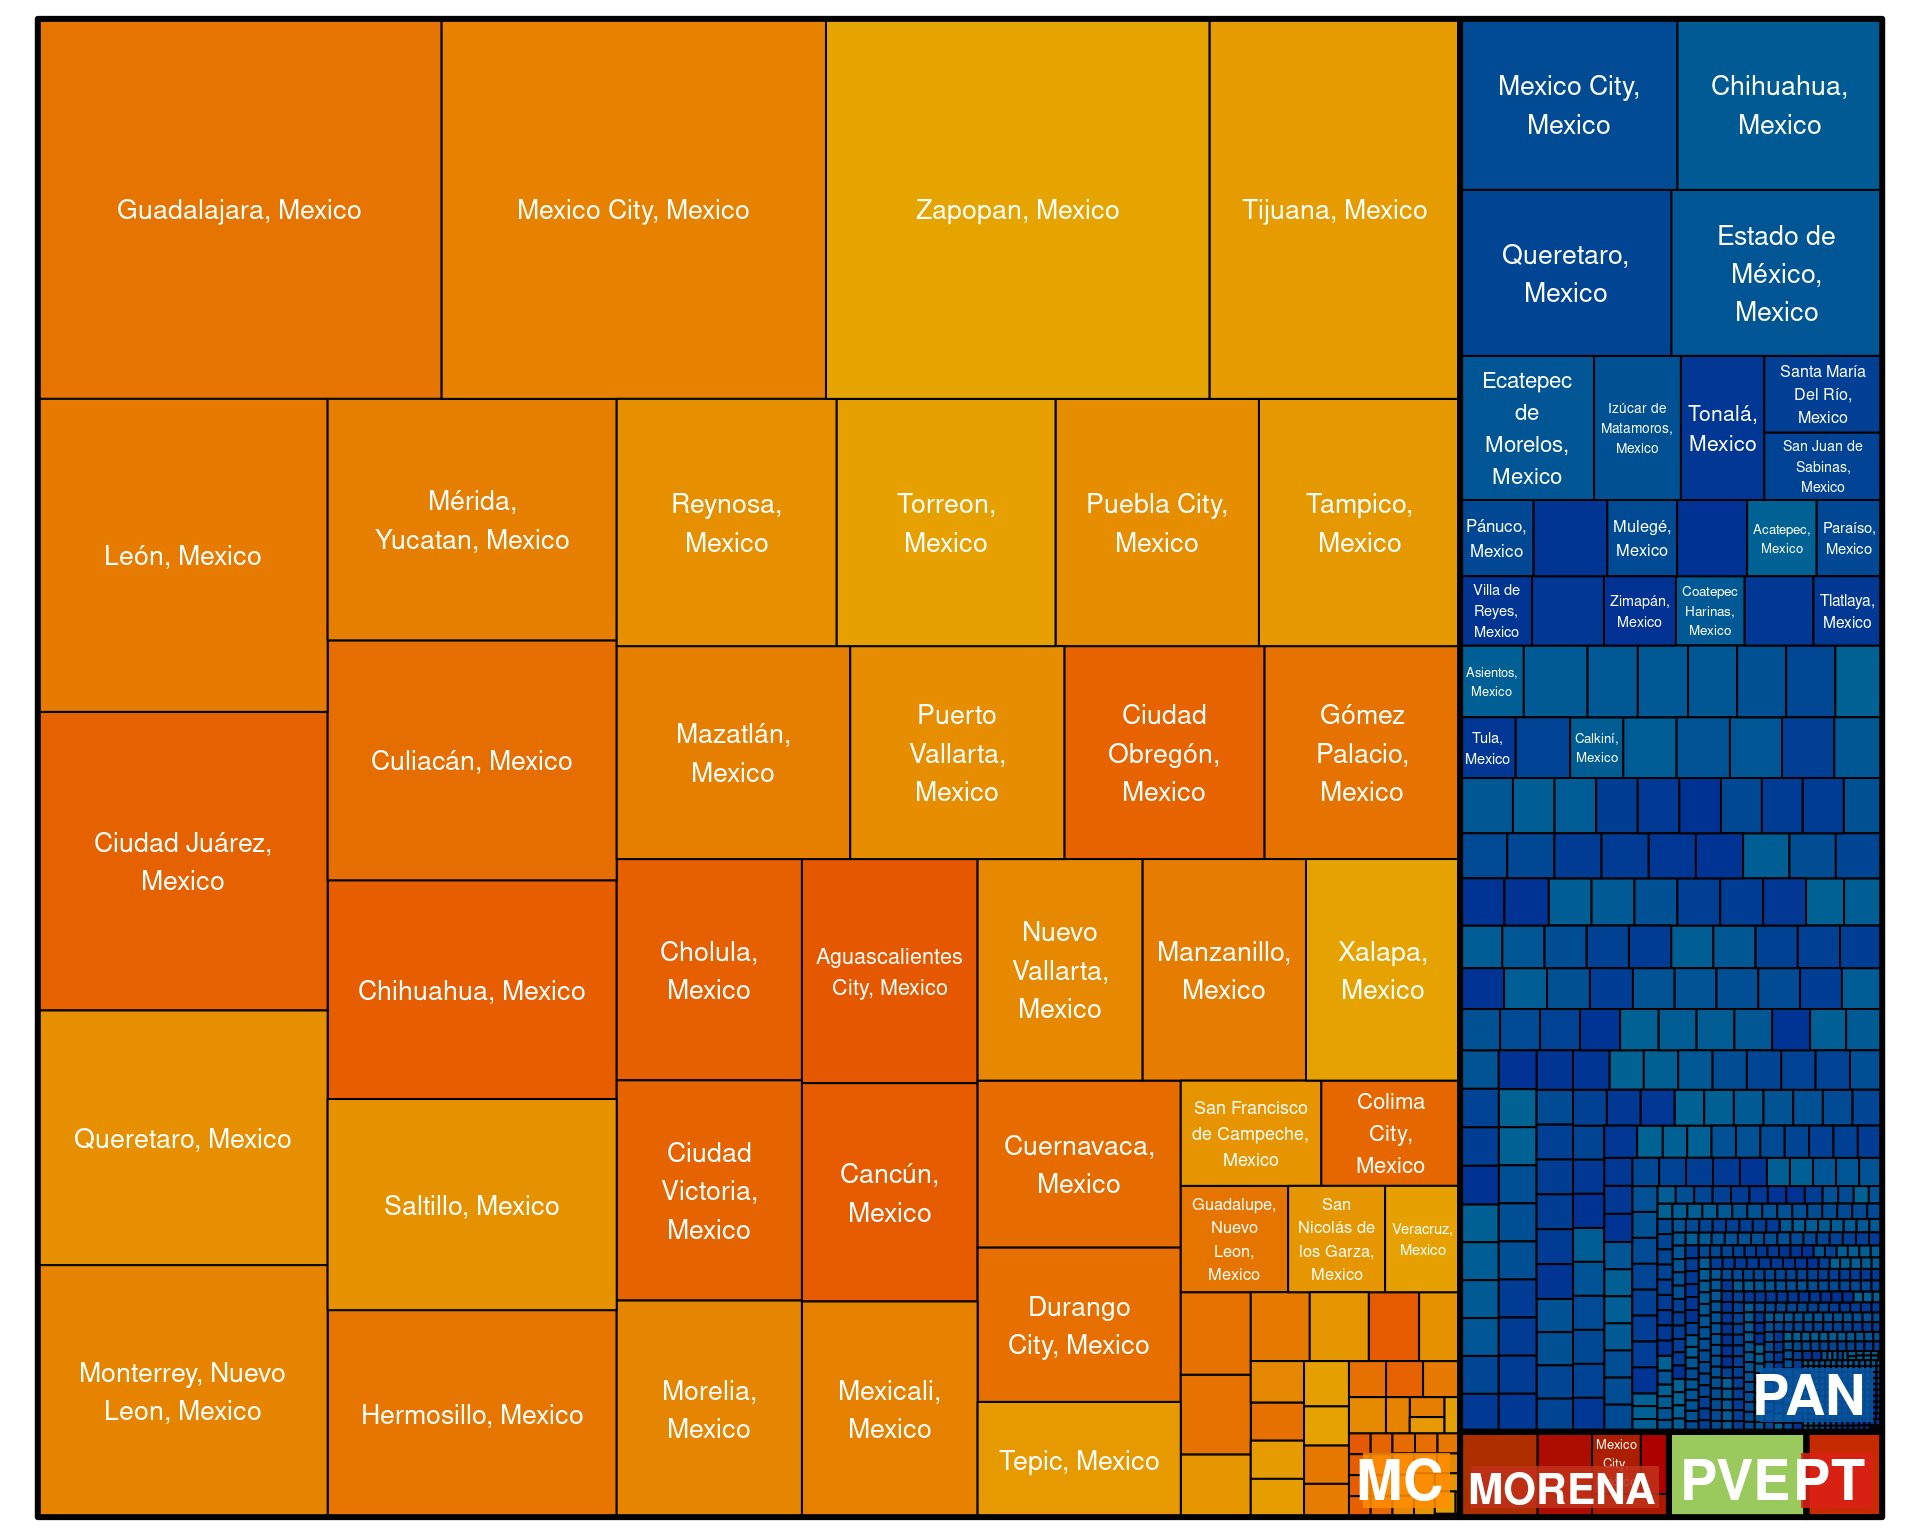 Guadalajara, Mexico
Mexico City, Mexico
Zapopan, Mexico
Tijuana, Mexico
León, Mexico
Mérida,
Yucatan, Mexico
Reynosa,
Mexico
Torreon,
Mexico
Puebla City,
Mexico
Tampico,
Mexico
Culiacán, Mexico
Mazatlán,
Mexico
Puerto
Vallarta,
Mexico
Ciudad
Obregón,
Mexico
Gómez
Palacio,
Mexico
Ciudad Juárez,
Mexico
Chihuahua, Mexico
Cholula,
Mexico
Aguascalientes
City, Mexico
Nuevo
Vallarta,
Mexico
Manzanillo,
Mexico
Xalapa,
Mexico
Queretaro, Mexico
Saltillo, Mexico
Ciudad
Victoria,
Mexico
Cancún,
Mexico
Cuernavaca,
Mexico
San Francisco
de Campeche,
Mexico
Colima
City,
Mexico
Guadalupe,
Nuevo
Leon,
Mexico
San
Nicolás de
los Garza,
Mexico
Veracruz,
Mexico
Monterrey, Nuevo
Leon, Mexico
Hermosillo, Mexico
Morelia,
Mexico
Mexicali,
Mexico
Durango
City, Mexico
Tepic, Mexico
MC
Mexico City,
Mexico
Chihuahua,
Mexico
Queretaro,
Mexico
Estado de
México,
Mexico
Ecatepec
de
Morelos,
Mexico
Izúcar de
Matamoros,
Mexico
Tonalá,
Mexico
Santa María
Del Río,
Mexico
San Juan de
Sabinas,
Mexico
Pánuco,
Mexico
Mulegé,
Mexico
Acatepec,
Mexico
Paraíso,
Mexico
Villa de
Reyes,
Mexico
Zimapán,
Mexico
Coatepec
Harinas,
Mexico
Tlatlaya,
Mexico
Asientos,
Mexico
Tula,
Mexico
Calkiní,
Mexico
PAN
Mexico
City,
MORENA
PVE
PT